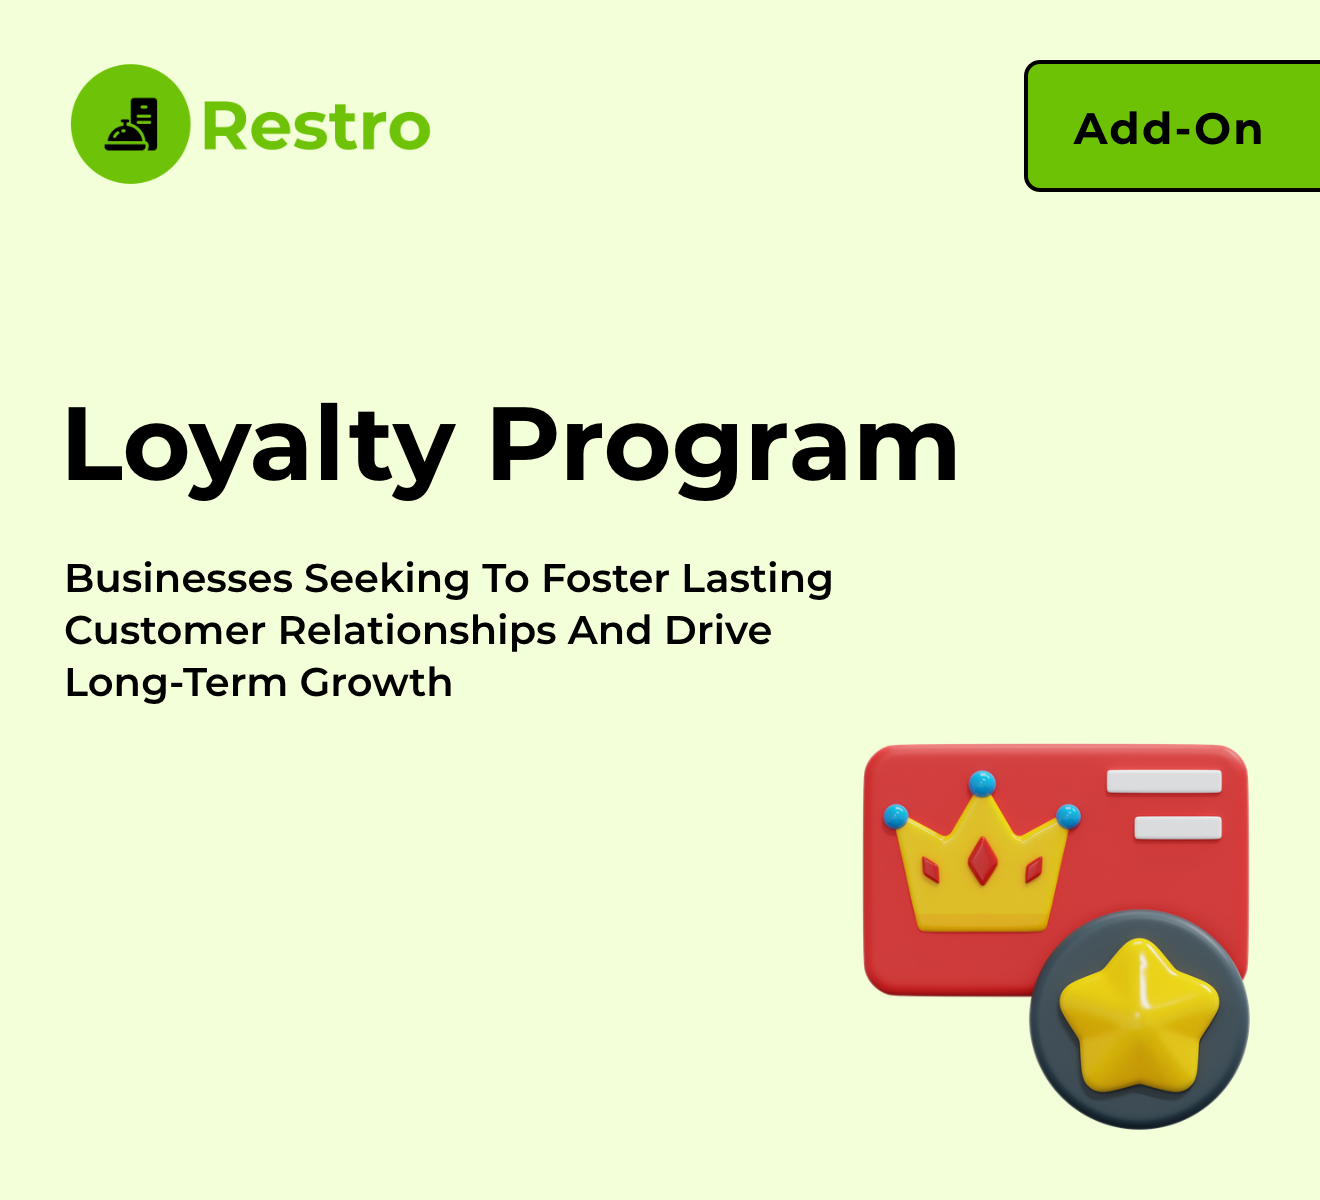 Restro
Add-On
Loyalty Program
Businesses Seeking To Foster Lasting
Customer Relationships And Drive
Long-Term Growth